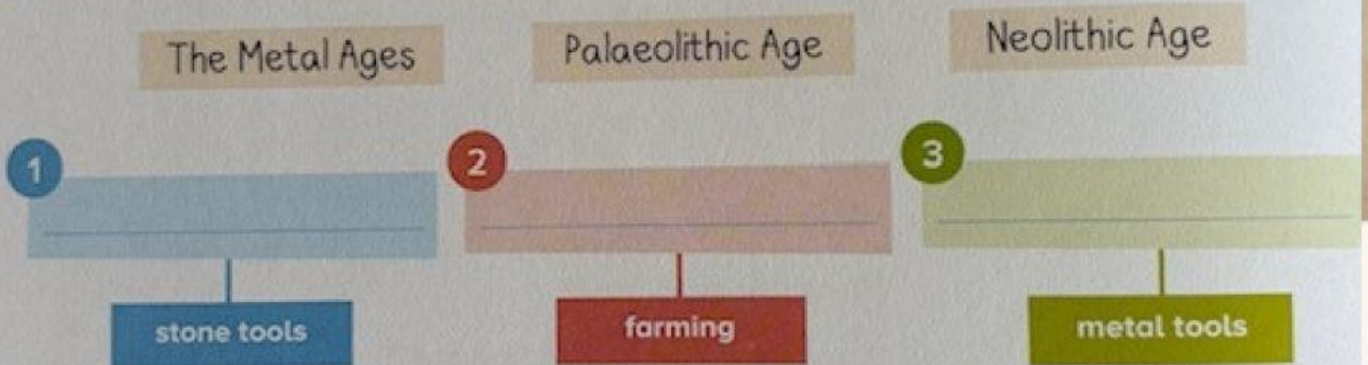 The Metal Ages
Palaeolithic Age
Neolithic Age
1
2
3
stone tools
farming
metal tools